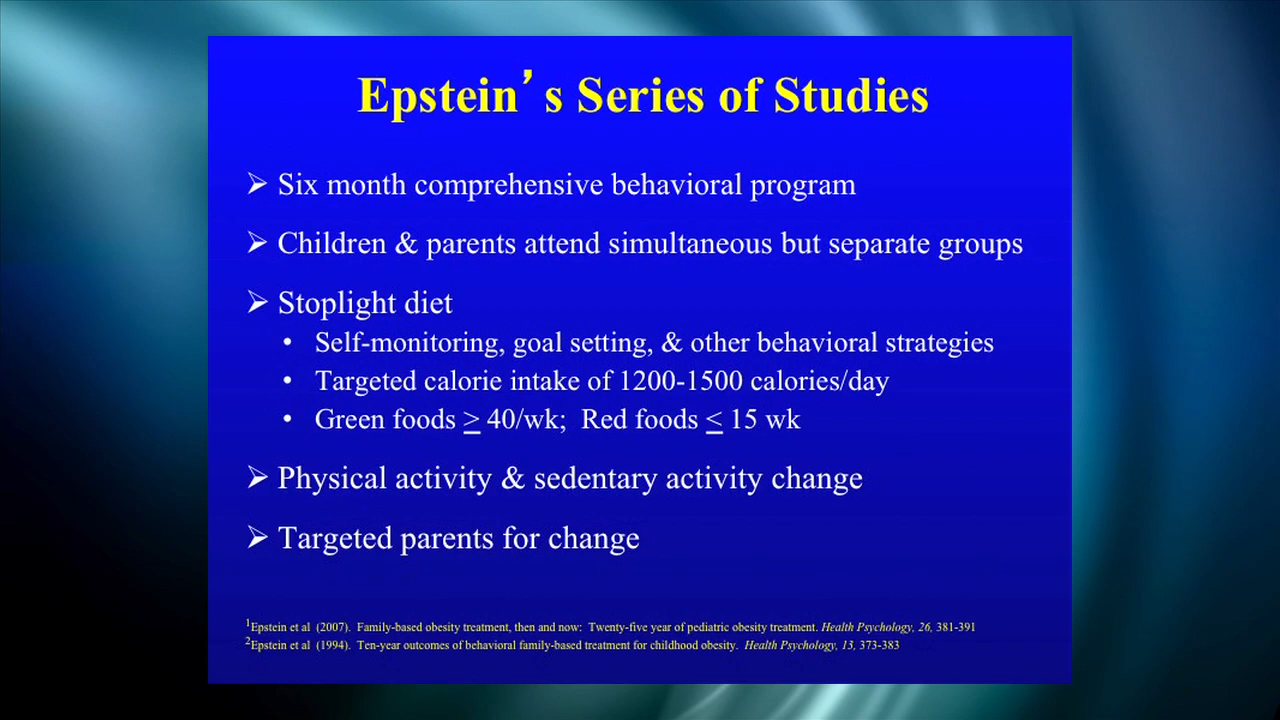 Epstein’s Series of Studies
➢ Six month comprehensive behavioral program
➢ Children & parents attend simultaneous but separate groups
➢ Stoplight diet
• Self-monitoring, goal setting, & other behavioral strategies
• Targeted calorie intake of 1200-1500 calories/day
• Green foods ≥ 40/wk; Red foods ≤ 15 wk
➢ Physical activity & sedentary activity change
➢ Targeted parents for change
1Epstein et al (2007). Family-based obesity treatment, then and now: Twenty-five year of pediatric obesity treatment. Health Psychology, 26, 381-391
2Epstein et al (1994). Ten-year outcomes of behavioral family-based treatment for childhood obesity. Health Psychology, 13, 373-383